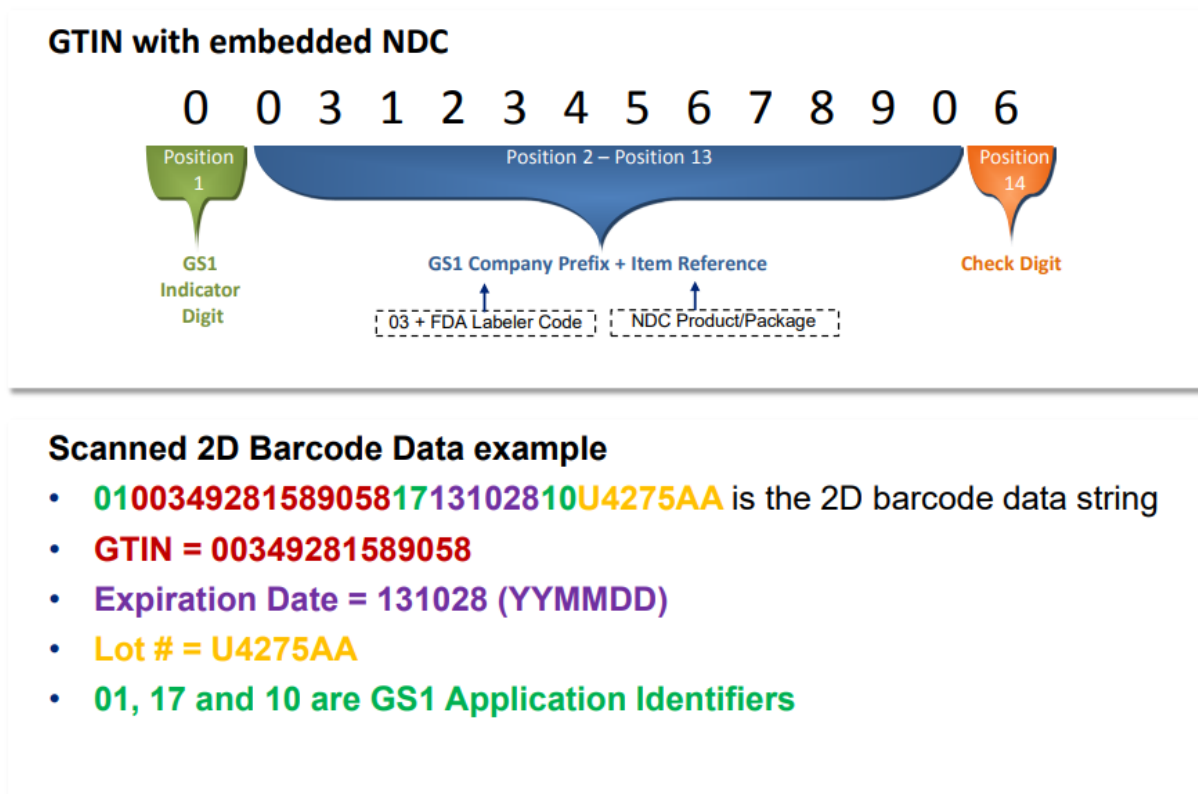 GTIN with embedded NDC
0 0 3 1 2 3 4 5 6 7 8 9 0 6
Position 1
Position 2 – Position 13
Position 14
GS1 Indicator Digit
GS1 Company Prefix + Item Reference
Check Digit
03 + FDA Labeler Code
NDC Product/Package
Scanned 2D Barcode Data example
• 01003492815890581713102810U4275AA is the 2D barcode data string
• GTIN = 00349281589058
• Expiration Date = 131028 (YYMMDD)
• Lot # = U4275AA
• 01, 17 and 10 are GS1 Application Identifiers